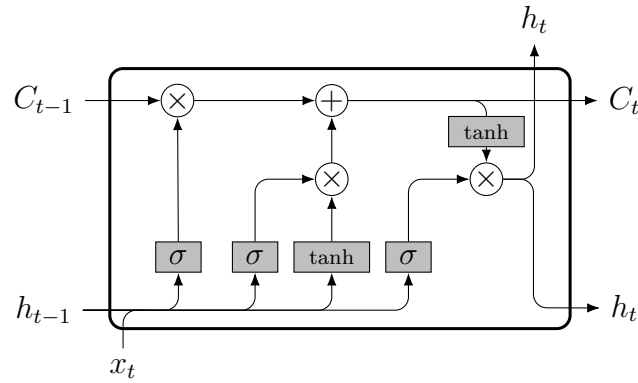 h_t
C_{t−1} × + C_t
tanh
× ×
σ σ tanh σ
h_{t−1} h_t
x_t